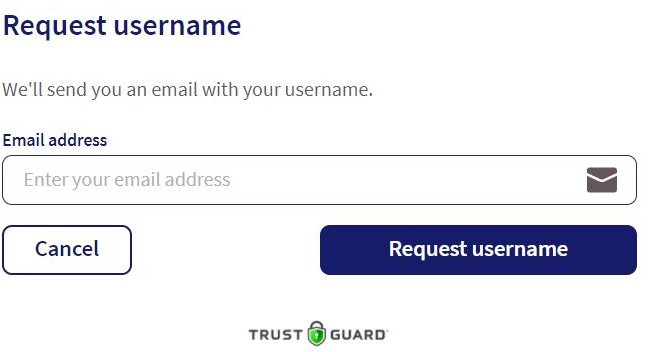 Request username
We'll send you an email with your username.
Email address
Enter your email address
Cancel
Request username
TRUST GUARD